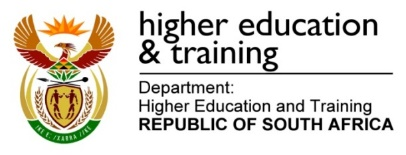 higher education
& training
Department:
Higher Education and Training
REPUBLIC OF SOUTH AFRICA